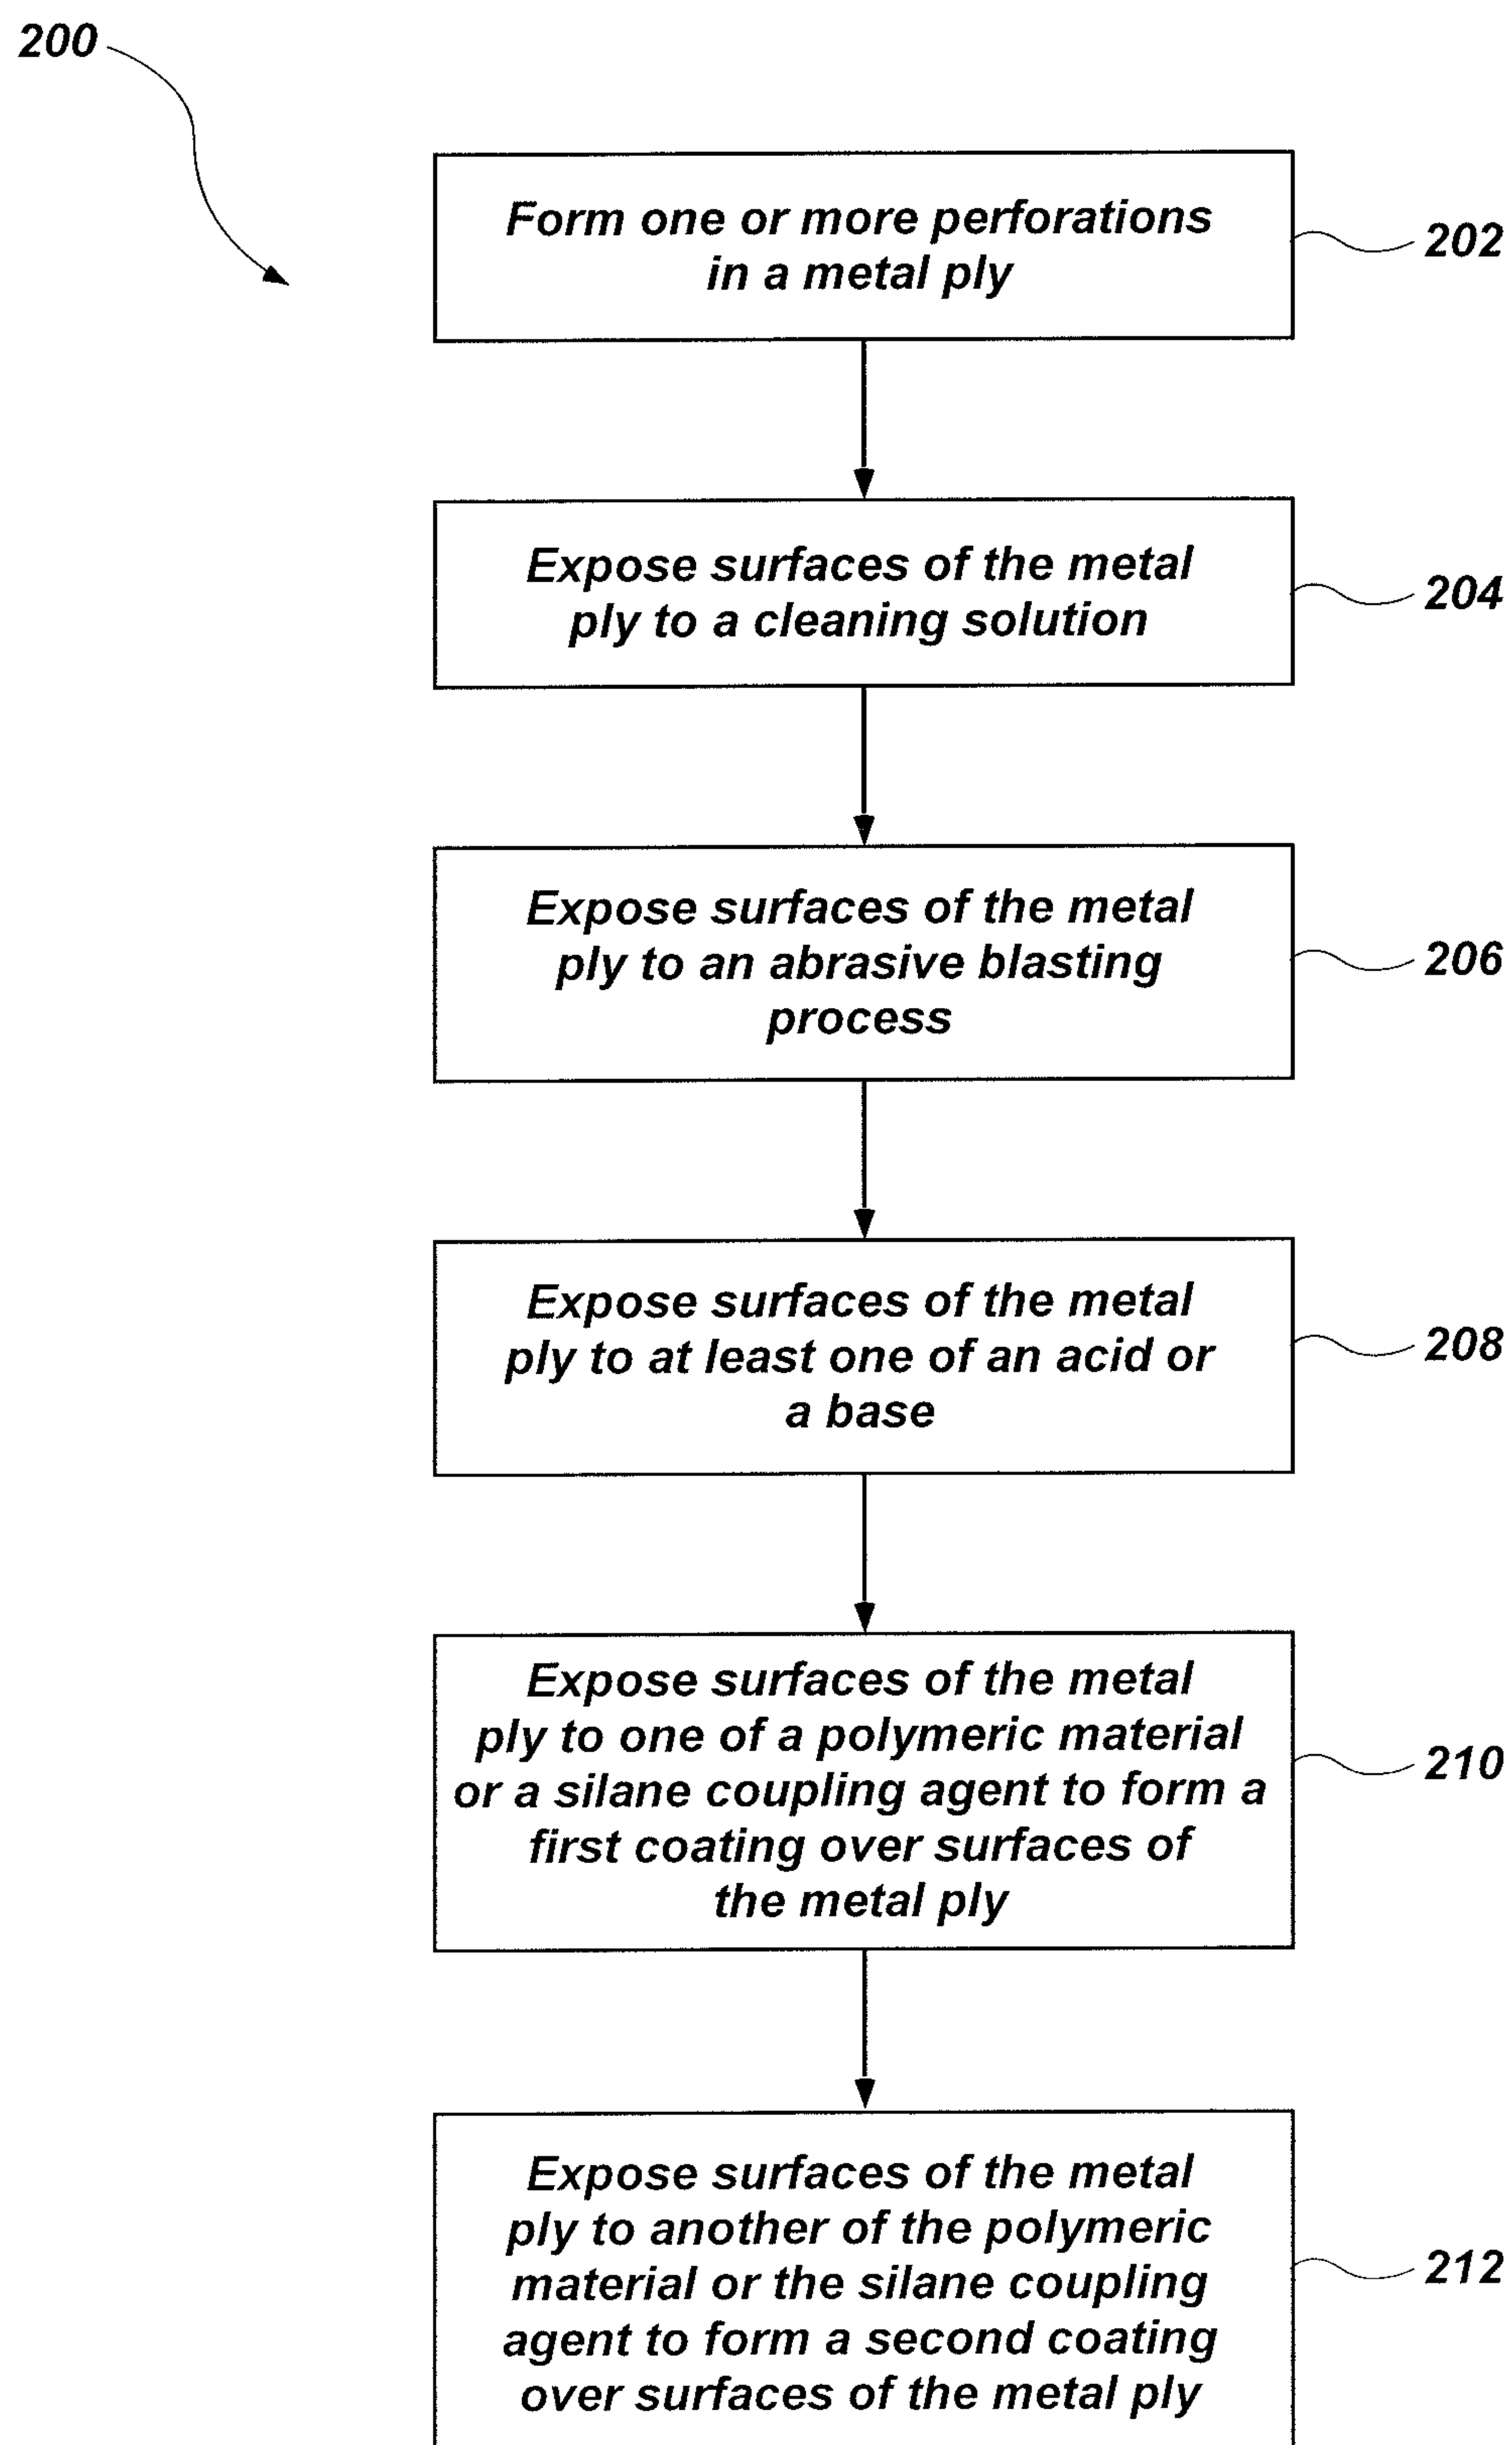 200
Form one or more perforations
in a metal ply
202
Expose surfaces of the metal
ply to a cleaning solution
204
Expose surfaces of the metal
ply to an abrasive blasting
process
206
Expose surfaces of the metal
ply to at least one of an acid or
a base
208
Expose surfaces of the metal
ply to one of a polymeric material
or a silane coupling agent to form a
first coating over surfaces of
the metal ply
210
Expose surfaces of the metal
ply to another of the polymeric
material or the silane coupling
agent to form a second coating
over surfaces of the metal ply
212